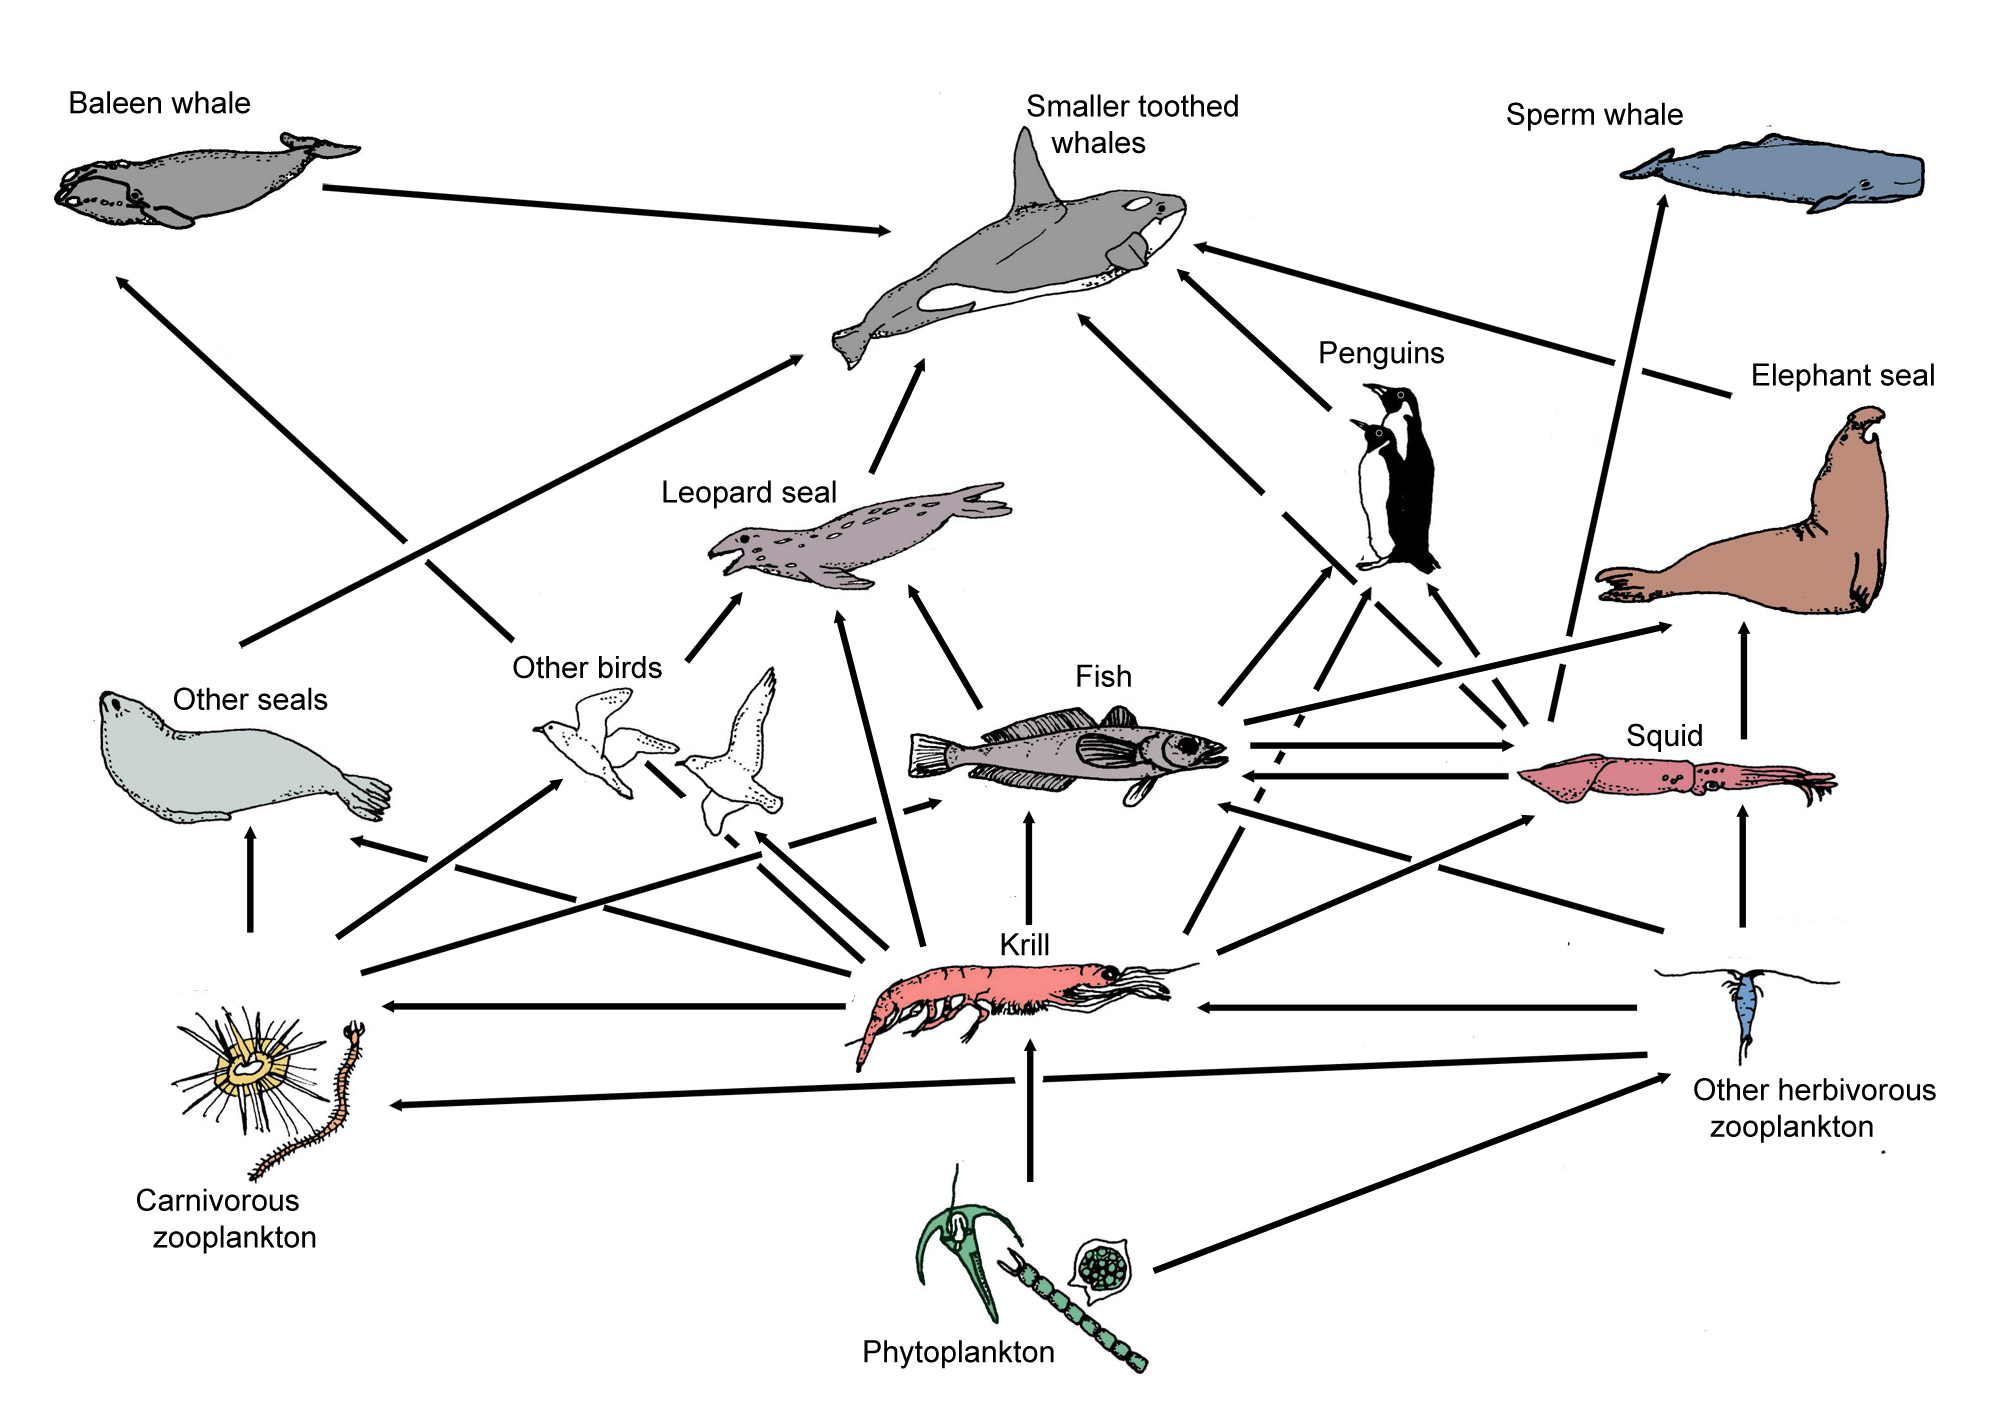 Baleen whale
Smaller toothed
whales
Sperm whale
Penguins
Elephant seal
Leopard seal
Other birds
Fish
Other seals
Squid
Krill
Other herbivorous
zooplankton
Carnivorous
zooplankton
Phytoplankton